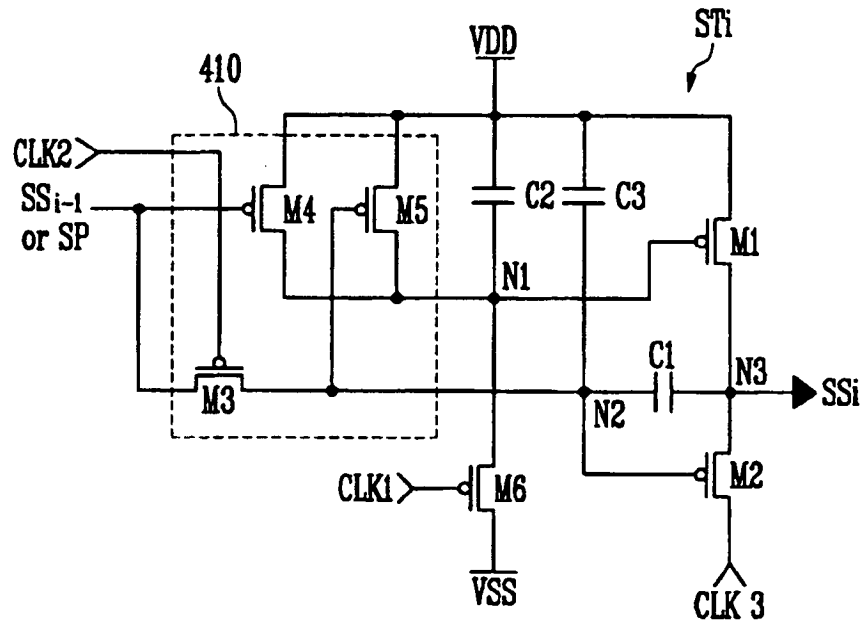 STi
VDD
410
CLK2
SSi-1
or SP
M4
M5
C2
C3
M1
N1
M3
C1
N3
SSi
N2
CLK1
M6
M2
VSS
CLK 3